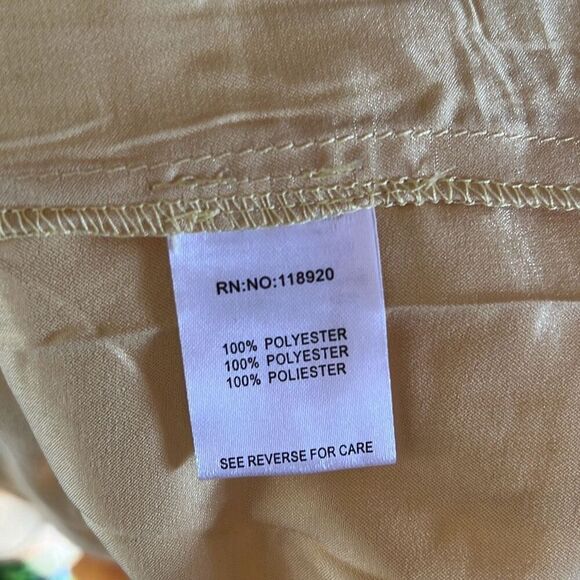 RN:NO:118920
100% POLYESTER
100% POLYESTER
100% POLIESTER
SEE REVERSE FOR CARE